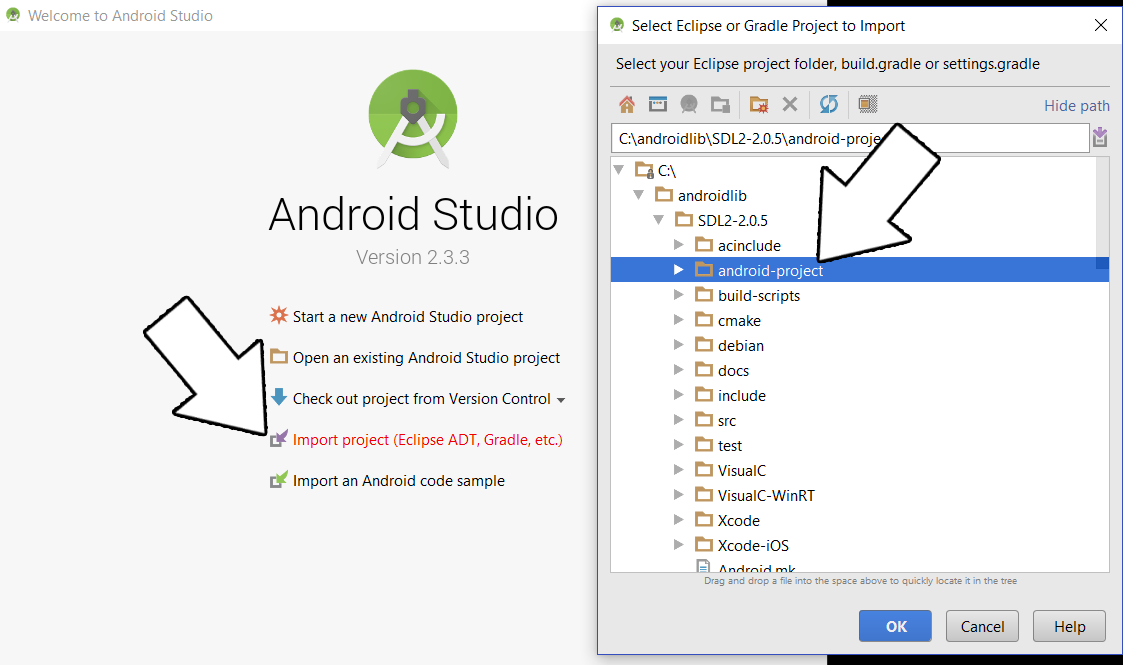 Welcome to Android Studio
Android Studio
Version 2.3.3
Start a new Android Studio project
Open an existing Android Studio project
Check out project from Version Control
Import project (Eclipse ADT, Gradle, etc.)
Import an Android code sample
Select Eclipse or Gradle Project to Import
Select your Eclipse project folder, build.gradle or settings.gradle
Hide path
C:\androidlib\SDL2-2.0.5\android-proje
C:\
androidlib
SDL2-2.0.5
acinclude
android-project
build-scripts
cmake
debian
docs
include
src
test
VisualC
VisualC-WinRT
Xcode
Xcode-iOS
Android.mk
Drag and drop a file into the space above to quickly locate it in the tree
OK Cancel Help